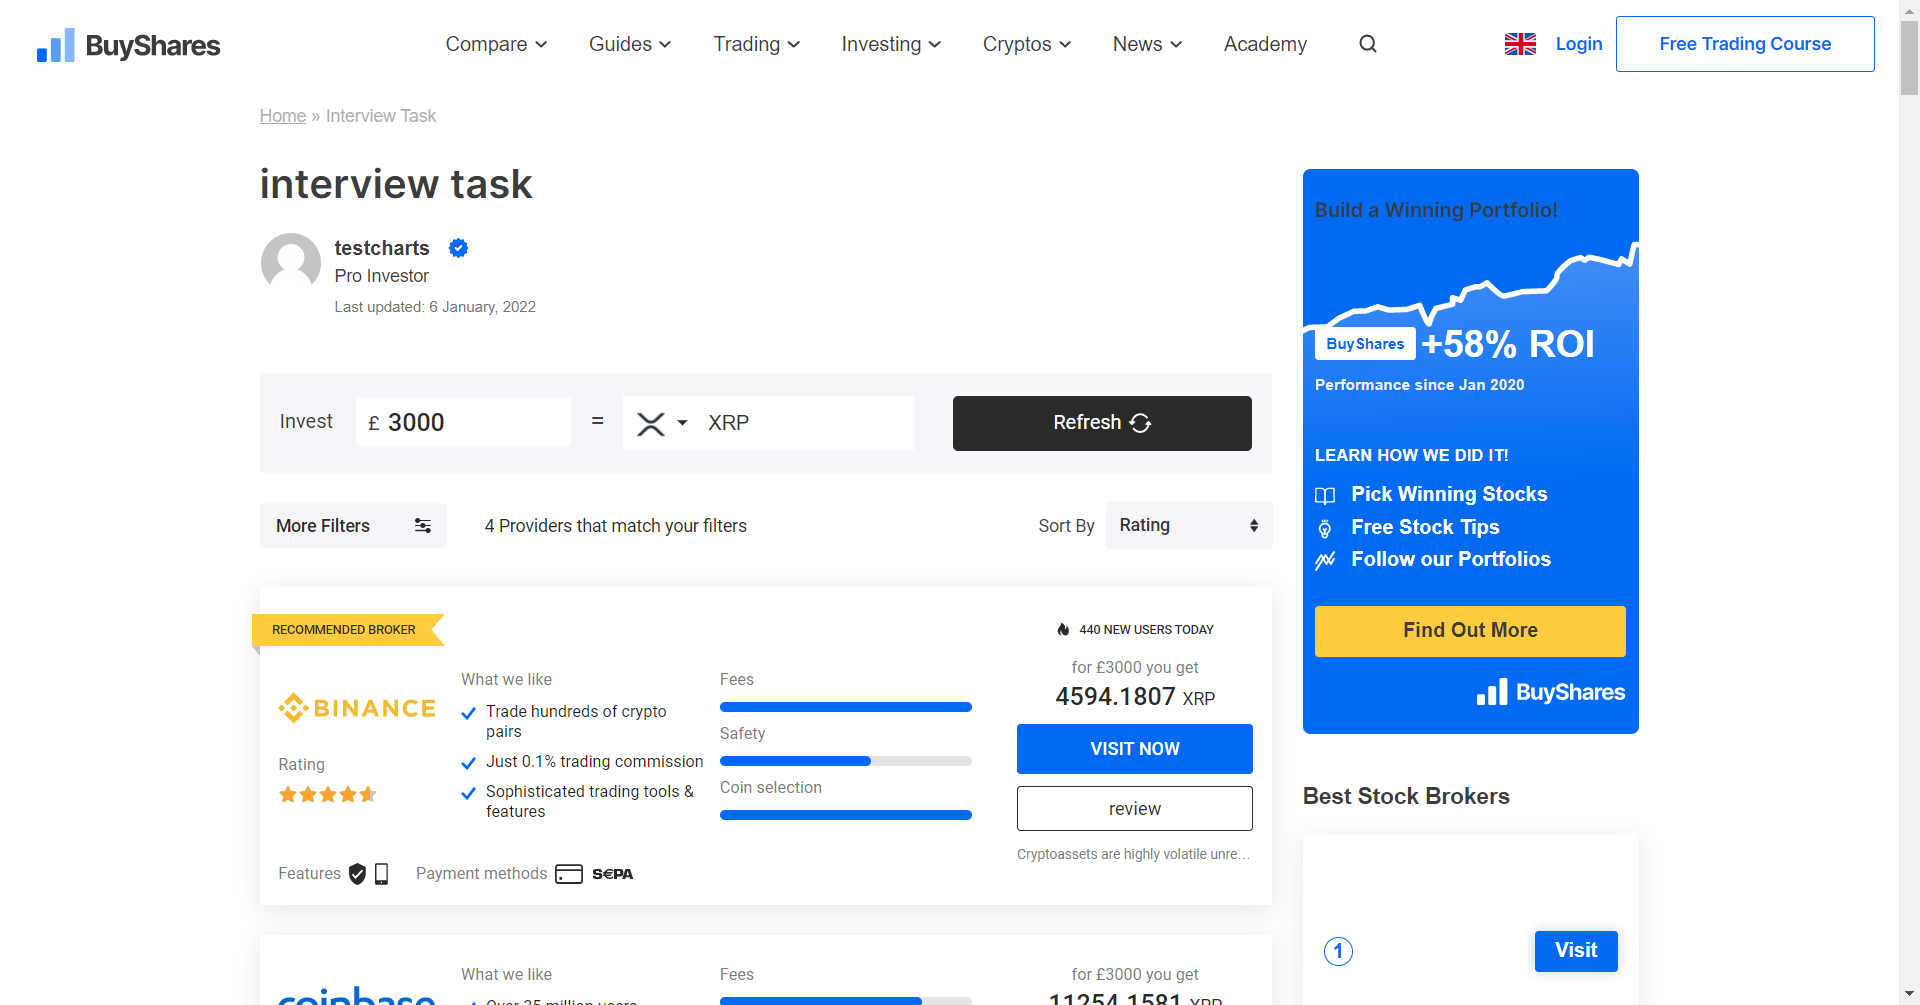 BuyShares
Compare
Guides
Trading
Investing
Cryptos
News
Academy
Login
Free Trading Course
Home » Interview Task
interview task
testcharts
Pro Investor
Last updated: 6 January, 2022
Invest
£ 3000
=
XRP
Refresh
More Filters
4 Providers that match your filters
Sort By
Rating
RECOMMENDED BROKER
BINANCE
Rating
What we like
Trade hundreds of crypto
pairs
Just 0.1% trading commission
Sophisticated trading tools &
features
Fees
Safety
Coin selection
440 NEW USERS TODAY
for £3000 you get
4594.1807 XRP
VISIT NOW
review
Cryptoassets are highly volatile unre...
Features
Payment methods
S€PA
coinbase
What we like
Over 35 million users
Fees
for £3000 you get
11254.1581 XRP
Build a Winning Portfolio!
BuyShares +58% ROI
Performance since Jan 2020
LEARN HOW WE DID IT!
Pick Winning Stocks
Free Stock Tips
Follow our Portfolios
Find Out More
BuyShares
Best Stock Brokers
1
Visit